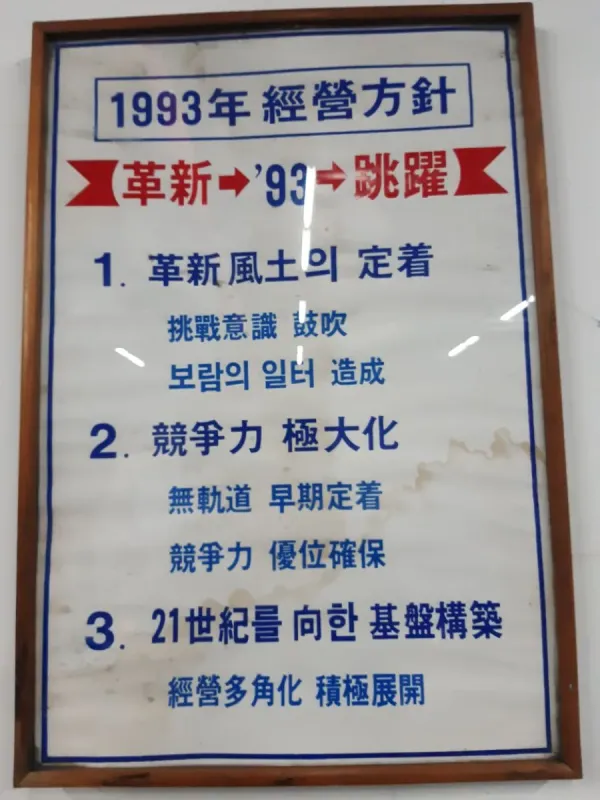 1993年 經營方針
革新➡'93➡跳躍
1. 革新風土의 定着
挑戰意識 鼓吹
보람의 일터 造成
2. 競爭力 極大化
無軌道 早期定着
競爭力 優位確保
3. 21世紀를 向한 基盤構築
經營多角化 積極展開